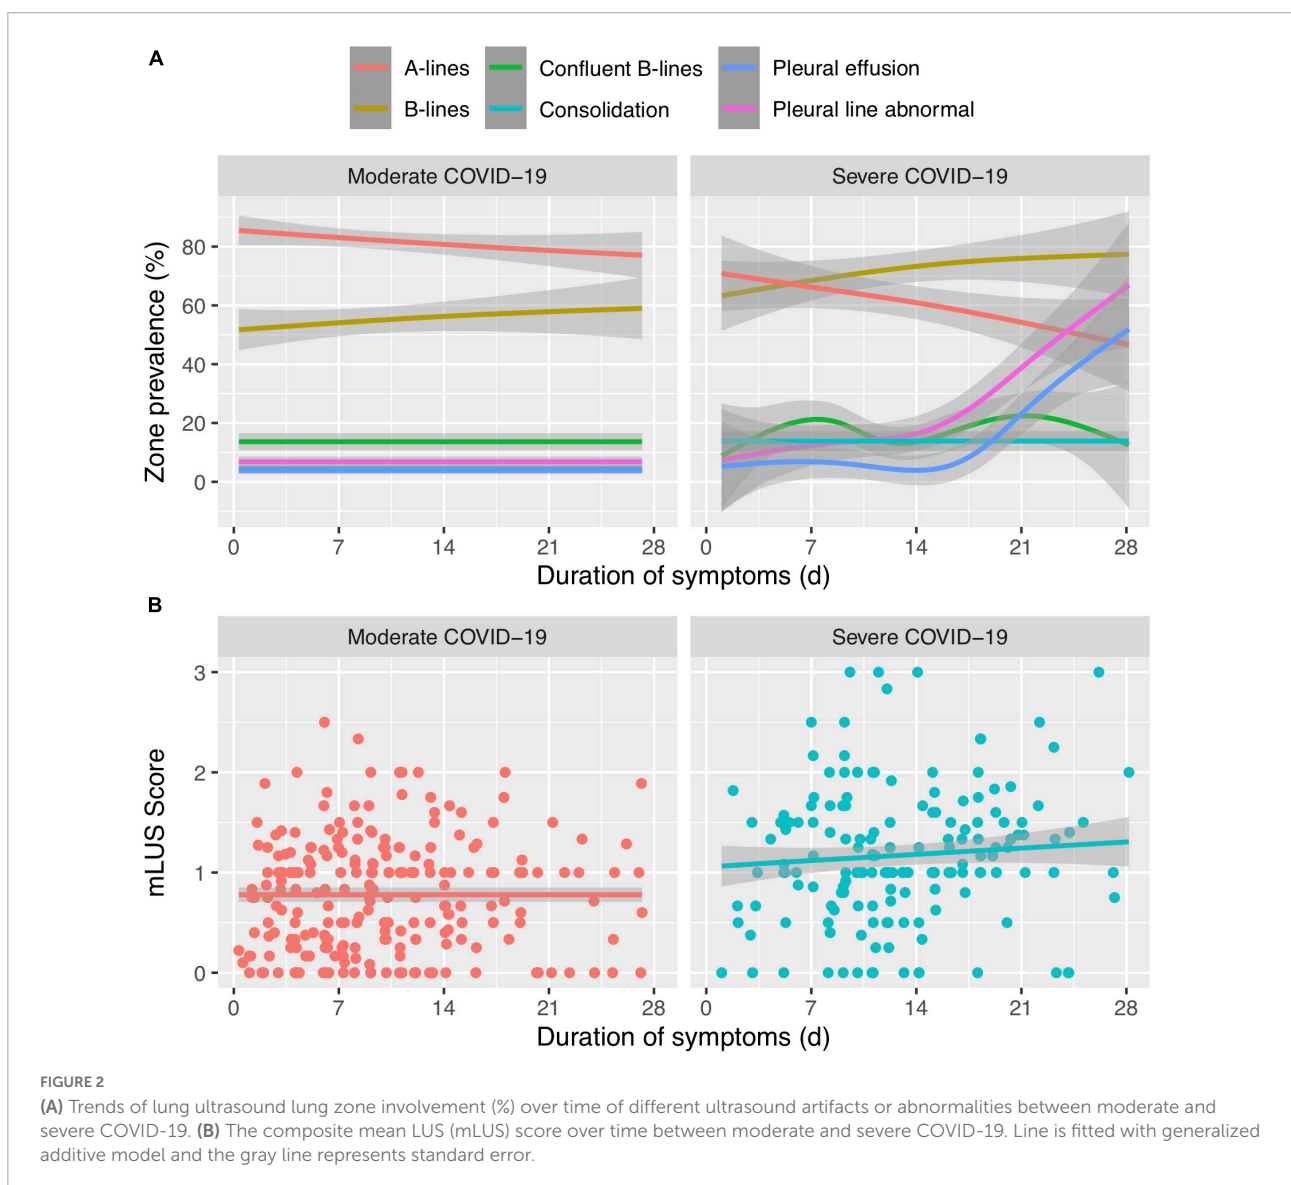 A
A-lines
Confluent B-lines
Pleural effusion
B-lines
Consolidation
Pleural line abnormal
Moderate COVID−19
Severe COVID−19
Zone prevalence (%)
80
60
40
20
0
0 7 14 21 28
0 7 14 21 28
Duration of symptoms (d)
B
Moderate COVID−19
Severe COVID−19
mLUS Score
3
2
1
0
0 7 14 21 28
0 7 14 21 28
Duration of symptoms (d)
FIGURE 2
(A) Trends of lung ultrasound lung zone involvement (%) over time of different ultrasound artifacts or abnormalities between moderate and
severe COVID-19. (B) The composite mean LUS (mLUS) score over time between moderate and severe COVID-19. Line is fitted with generalized
additive model and the gray line represents standard error.